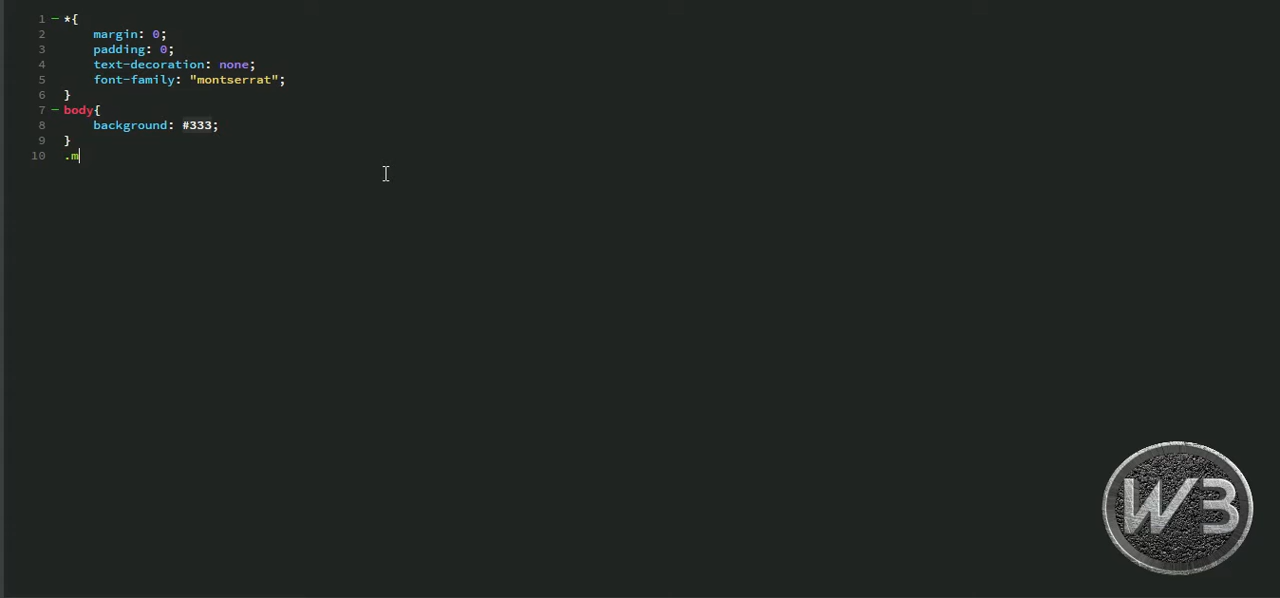 1 *{
2 margin: 0;
3 padding: 0;
4 text-decoration: none;
5 font-family: "montserrat";
6 }
7 body{
8 background: #333;
9 }
10 .m
WB